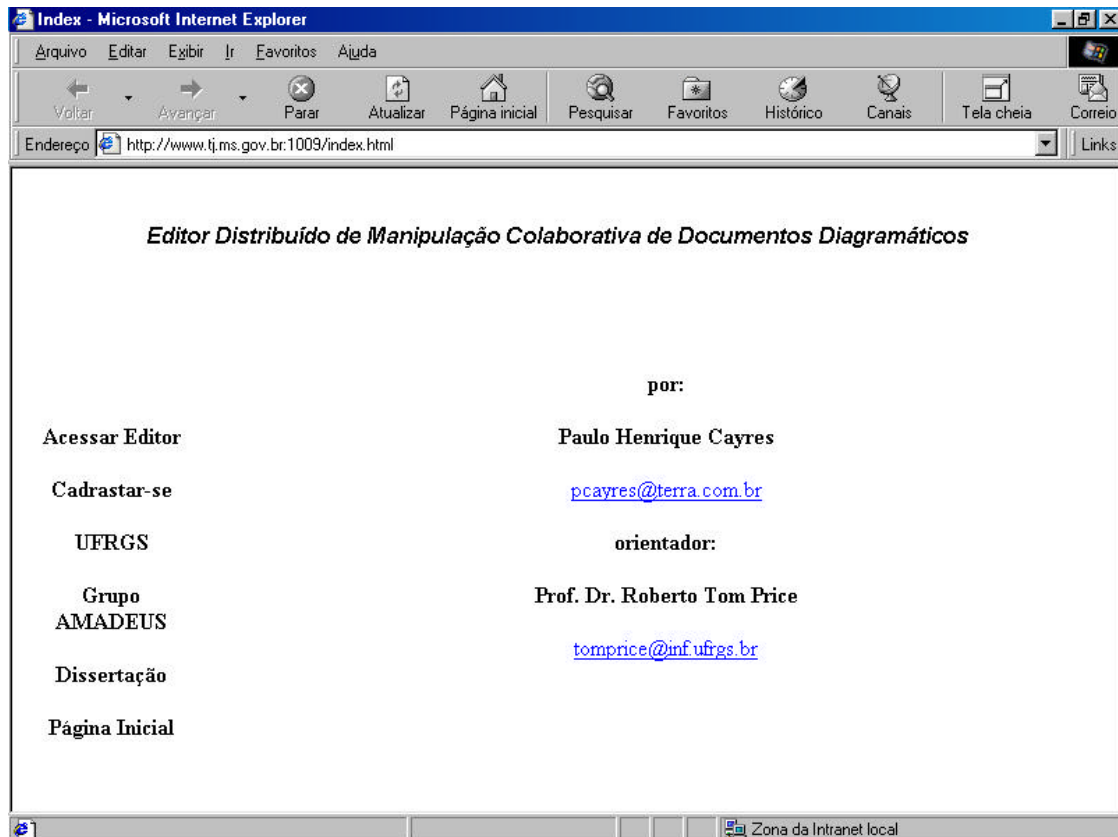 Index - Microsoft Internet Explorer
Arquivo Editar Exibir Ir Favoritos Ajuda
Voltar Avançar Parar Atualizar Página inicial Pesquisar Favoritos Histórico Canais Tela cheia Correio
Endereço http://www.tj.ms.gov.br:1009/index.html Links
Editor Distribuído de Manipulação Colaborativa de Documentos Diagramáticos
por:
Acessar Editor Paulo Henrique Cayres
Cadrastar-se pcayres@terra.com.br
UFRGS orientador:
Grupo Prof. Dr. Roberto Tom Price
AMADEUS
tomprice@inf.ufrgs.br
Dissertação
Página Inicial
Zona da Intranet local